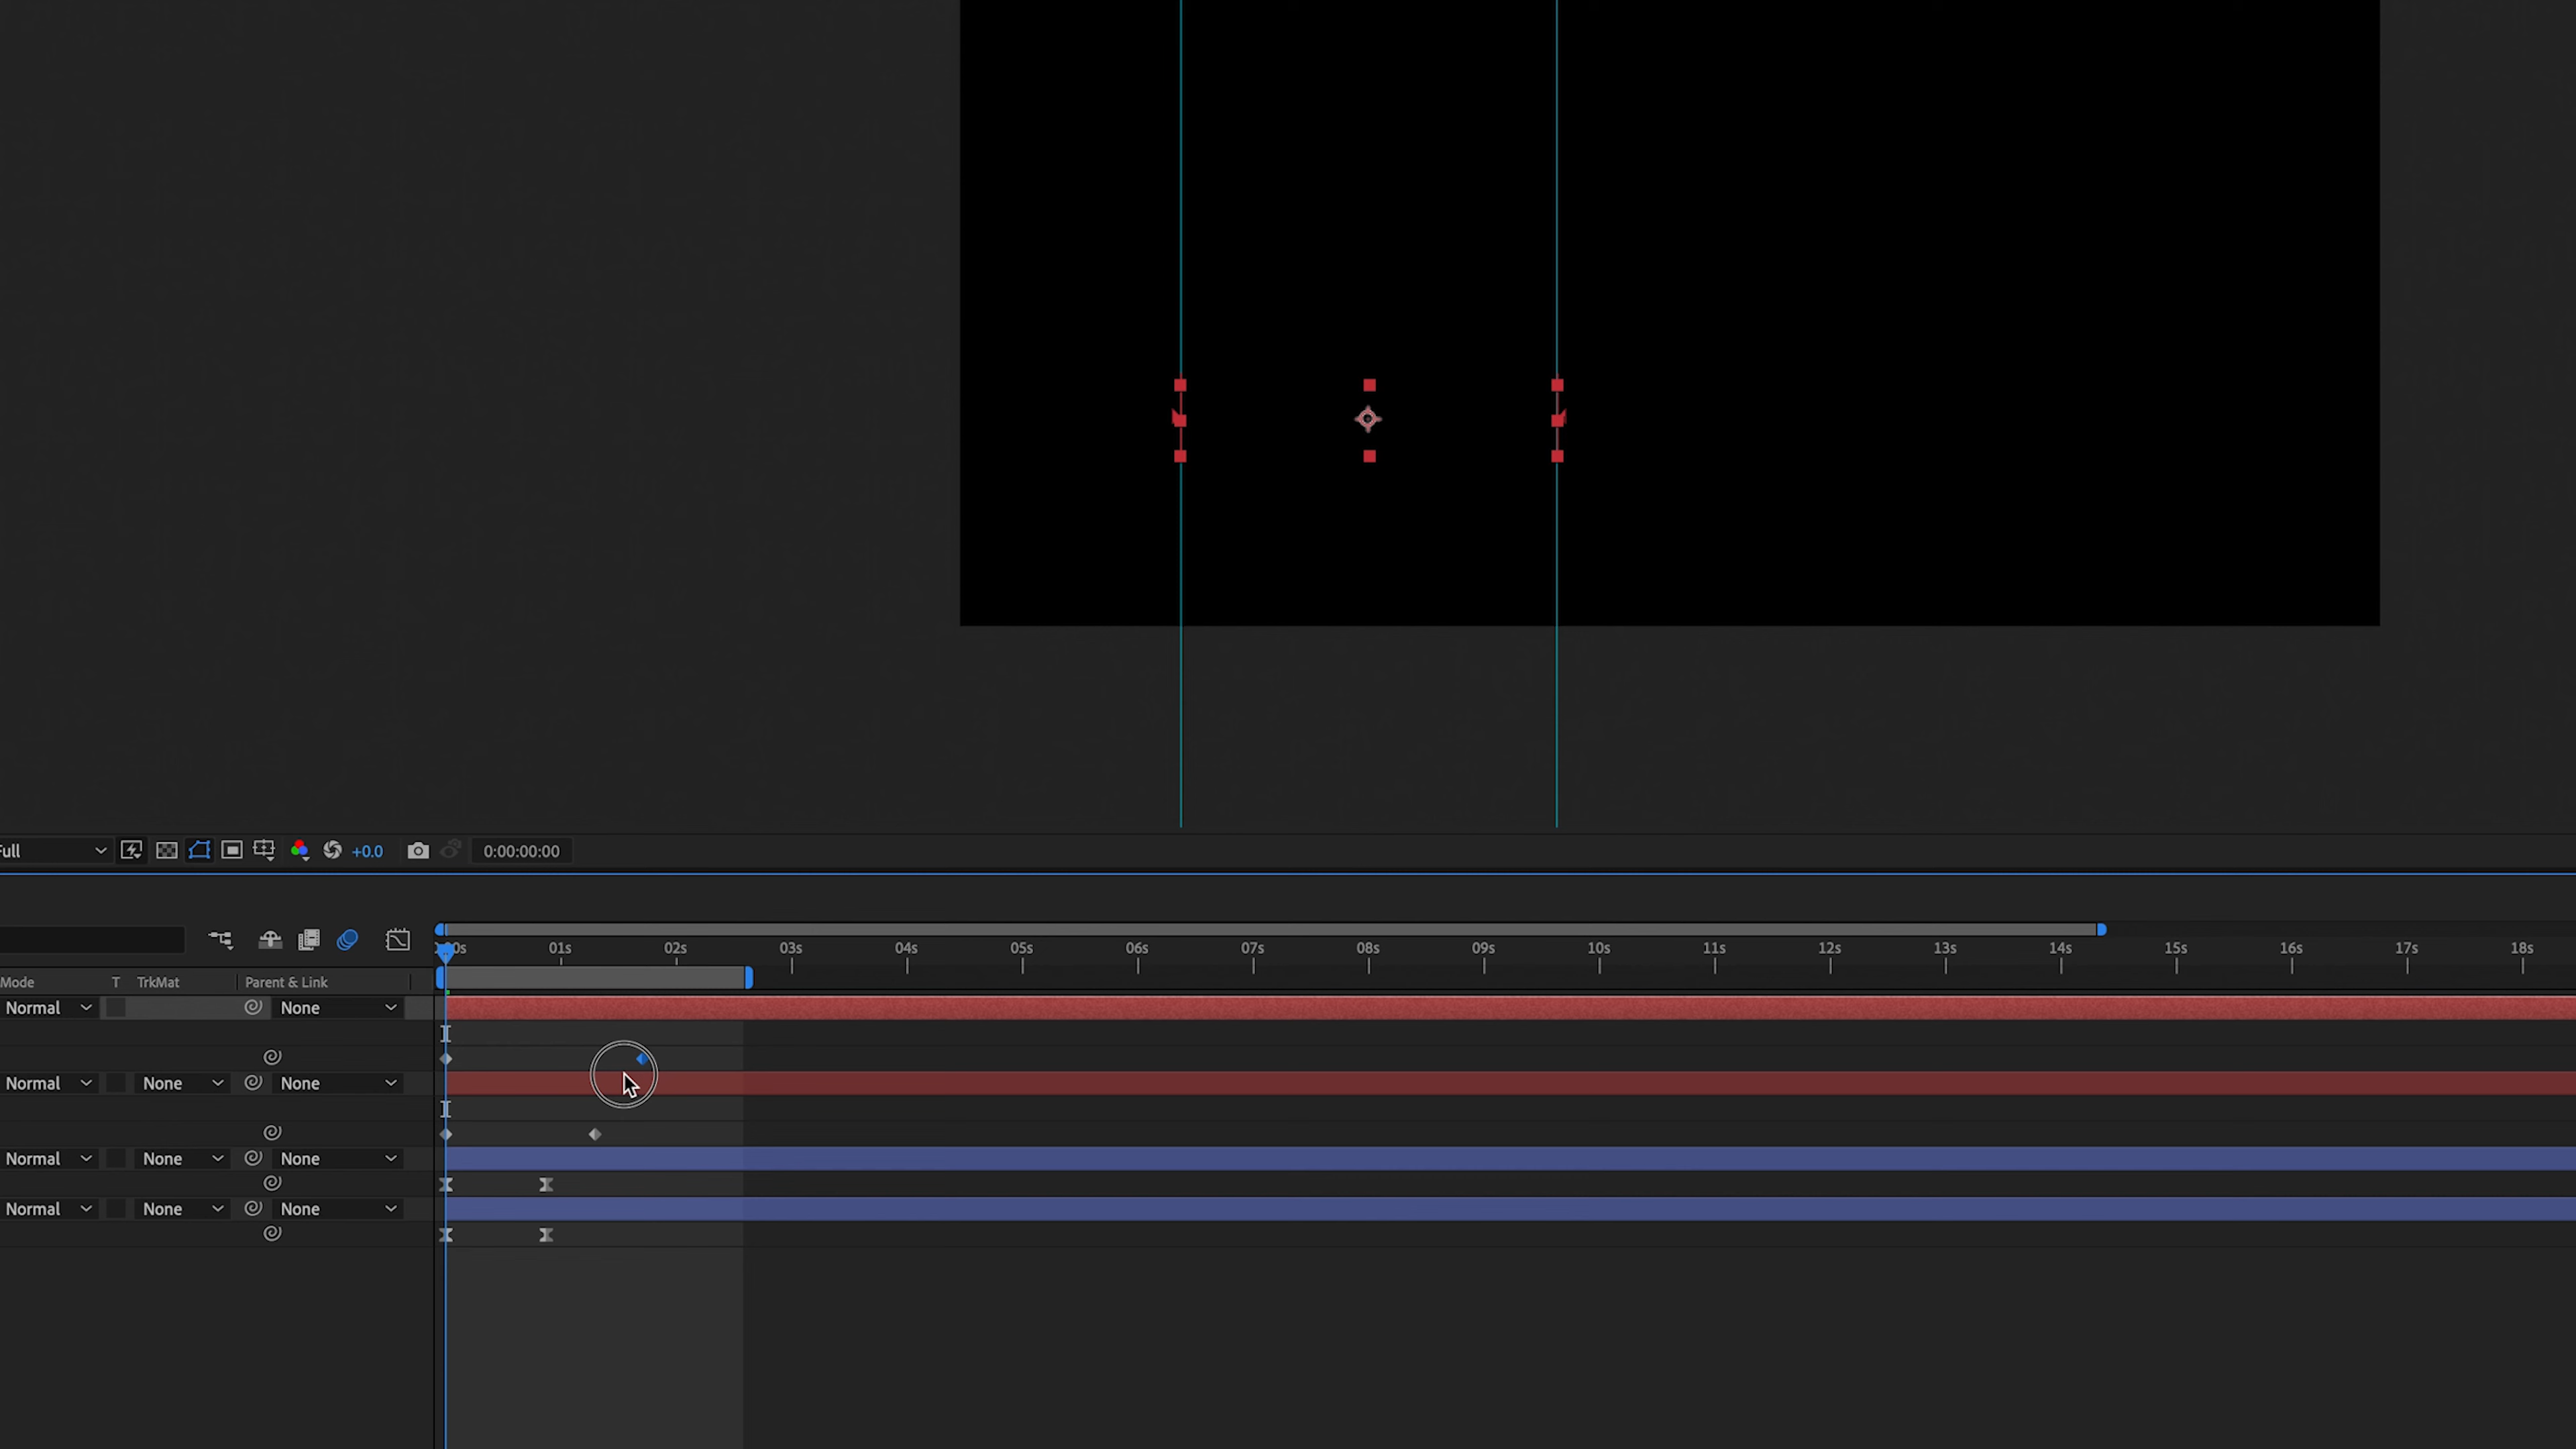 Full +0.0 0:00:00:00
00s 01s 02s 03s 04s 05s 06s 07s 08s 09s 10s 11s 12s 13s 14s 15s 16s 17s 18s
Mode T TrkMat Parent & Link
Normal None
Normal None None
Normal None None
Normal None None